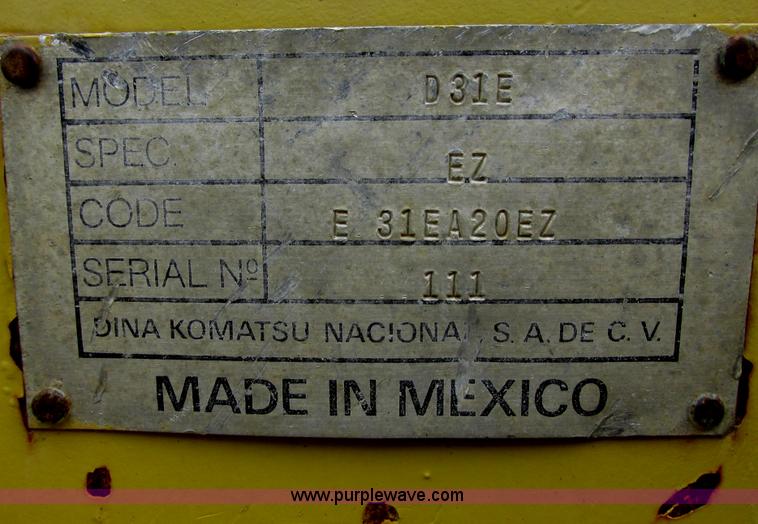 MODEL D31E
SPEC. EZ
CODE E 31EA20EZ
SERIAL Nº 111
DINA KOMATSU NACIONAL, S. A. DE C. V.
MADE IN MEXICO
www.purplewave.com